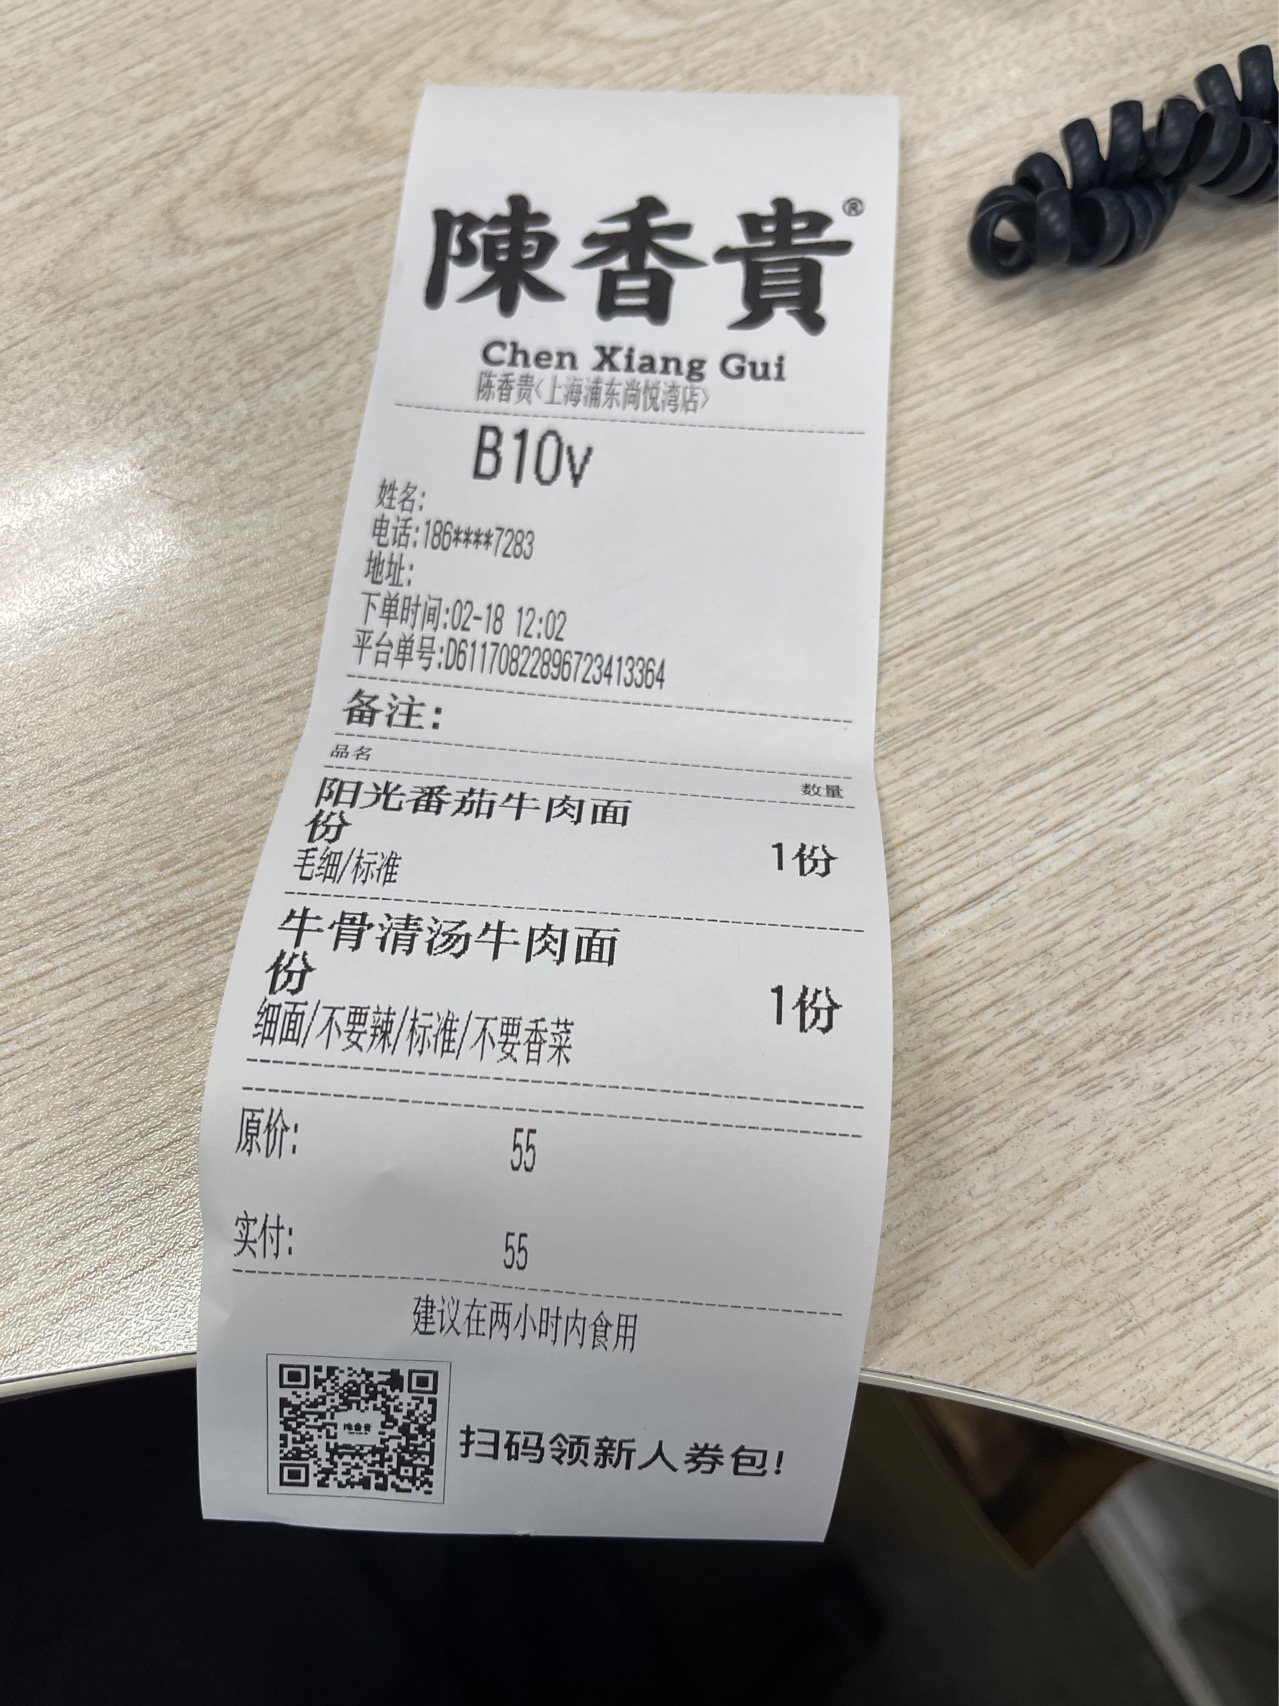 陳香貴®
Chen Xiang Gui
陈香贵<上海浦东尚悦湾店>
B10v
姓名:
电话:186****7283
地址:
下单时间:02-18 12:02
平台单号:D611708228967234​13364
备注:
品名 数量
阳光番茄牛肉面
份 1份
毛细/标准
牛骨清汤牛肉面
份 1份
细面/不要辣/标准/不要香菜
原价: 55
实付: 55
建议在两小时内食用
陳香貴
扫码领新人券包!